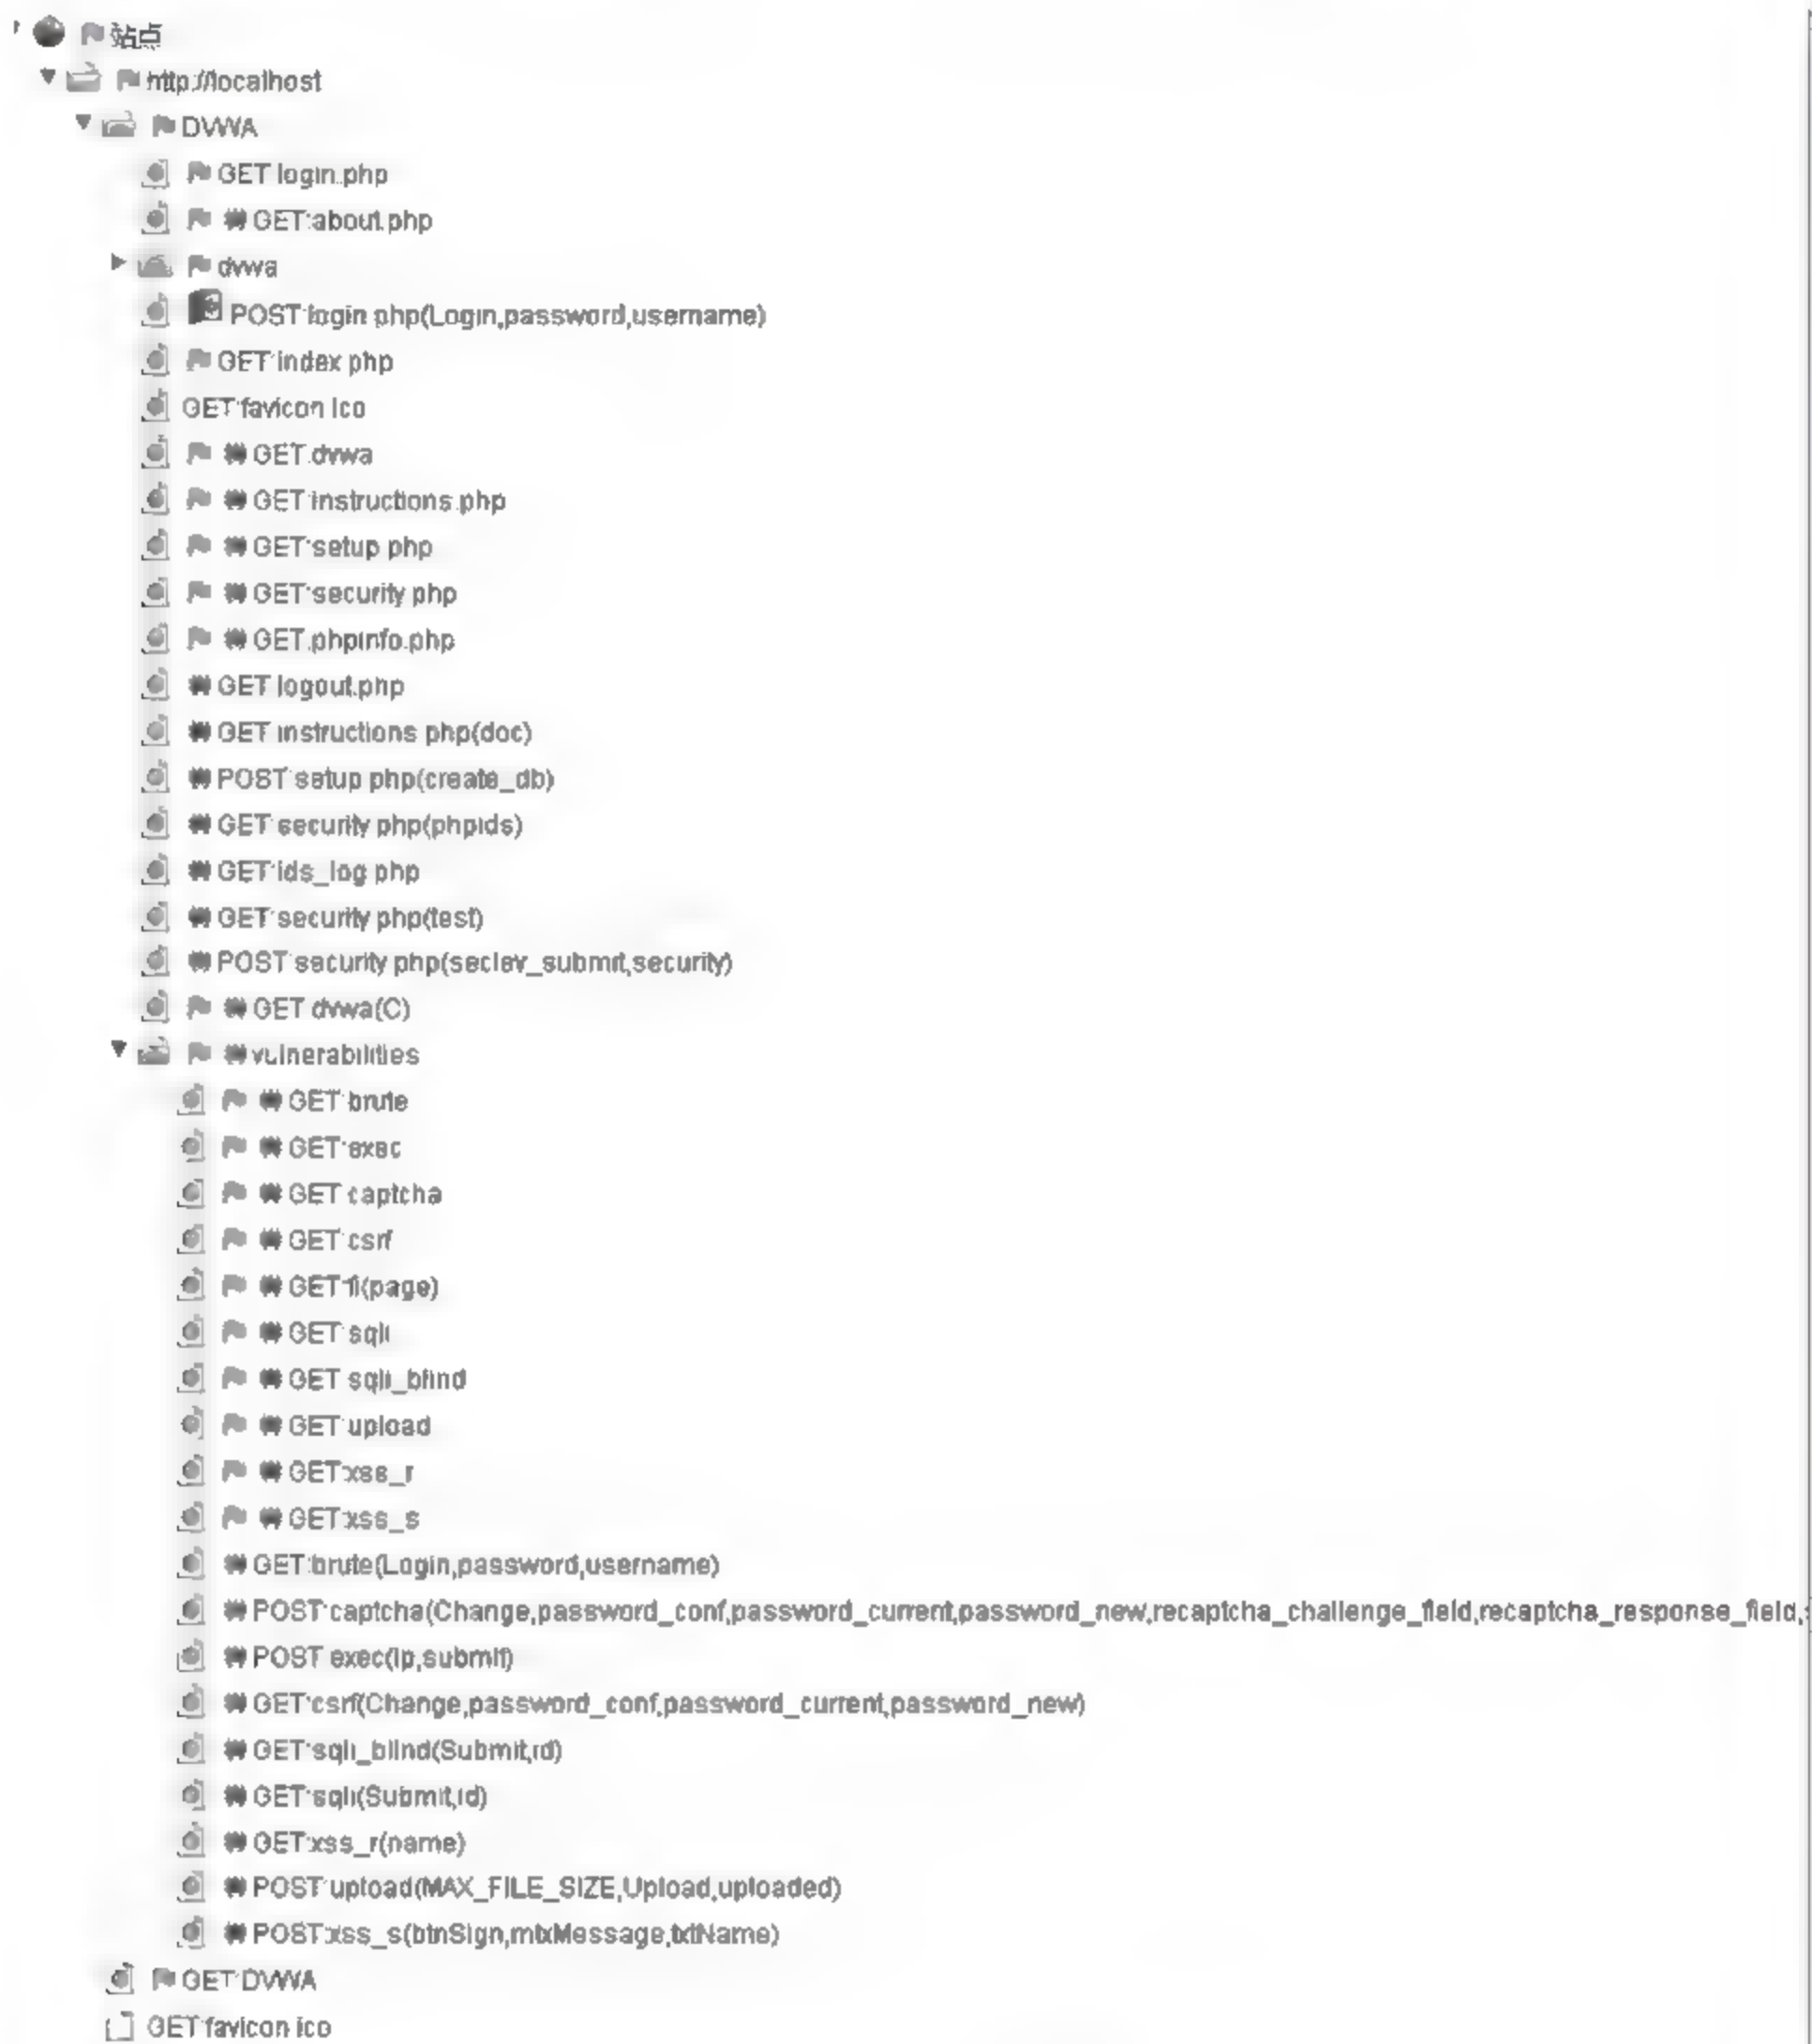 站点
http://localhost
DVWA
GET:login.php
GET:about.php
dvwa
POST:login.php(Login,password,username)
GET:index.php
GET:favicon.ico
GET:dvwa
GET:instructions.php
GET:setup.php
GET:security.php
GET:phpinfo.php
GET:logout.php
GET:instructions.php(doc)
POST:setup.php(create_db)
GET:security.php(phpids)
GET:ids_log.php
GET:security.php(test)
POST:security.php(seclev_submit,security)
GET:dvwa(C)
vulnerabilities
GET:brute
GET:exec
GET:captcha
GET:csrf
GET:fi(page)
GET:sqli
GET:sqli_blind
GET:upload
GET:xss_r
GET:xss_s
GET:brute(Login,password,username)
POST:captcha(Change,password_conf,password_current,password_new,recaptcha_challenge_field,recaptcha_response_field,
POST:exec(ip,submit)
GET:csrf(Change,password_conf,password_current,password_new)
GET:sqli_blind(Submit,id)
GET:sqli(Submit,id)
GET:xss_r(name)
POST:upload(MAX_FILE_SIZE,Upload,uploaded)
POST:xss_s(btnSign,mtxMessage,txtName)
GET:DVWA
GET:favicon.ico